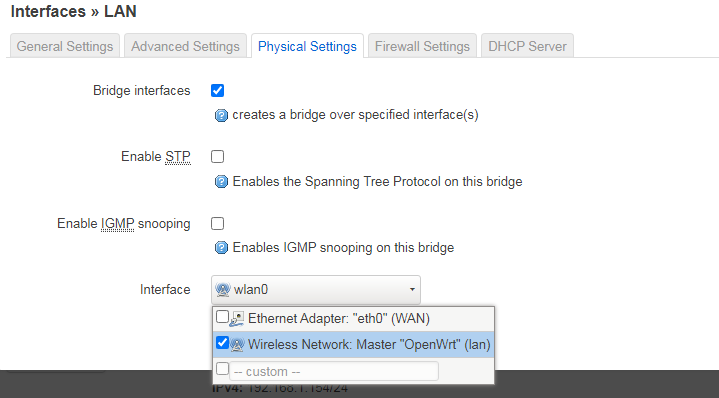 Interfaces » LAN
General Settings Advanced Settings Physical Settings Firewall Settings DHCP Server
Bridge interfaces
creates a bridge over specified interface(s)
Enable STP
Enables the Spanning Tree Protocol on this bridge
Enable IGMP snooping
Enables IGMP snooping on this bridge
Interface wlan0
Ethernet Adapter: "eth0" (WAN)
Wireless Network: Master "OpenWrt" (lan)
-- custom --
IPv4: 192.168.1.154/24